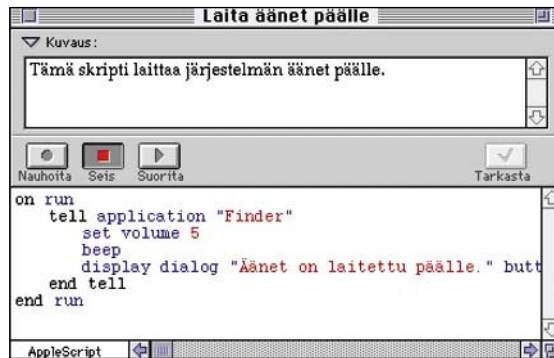 Laita äänet päälle
Kuvaus:
Tämä skripti laittaa järjestelmän äänet päälle.
Nauhoita Seis Suorita Tarkasta
on run
tell application "Finder"
set volume 5
beep
display dialog "Äänet on laitettu päälle." butt
end tell
end run
AppleScript